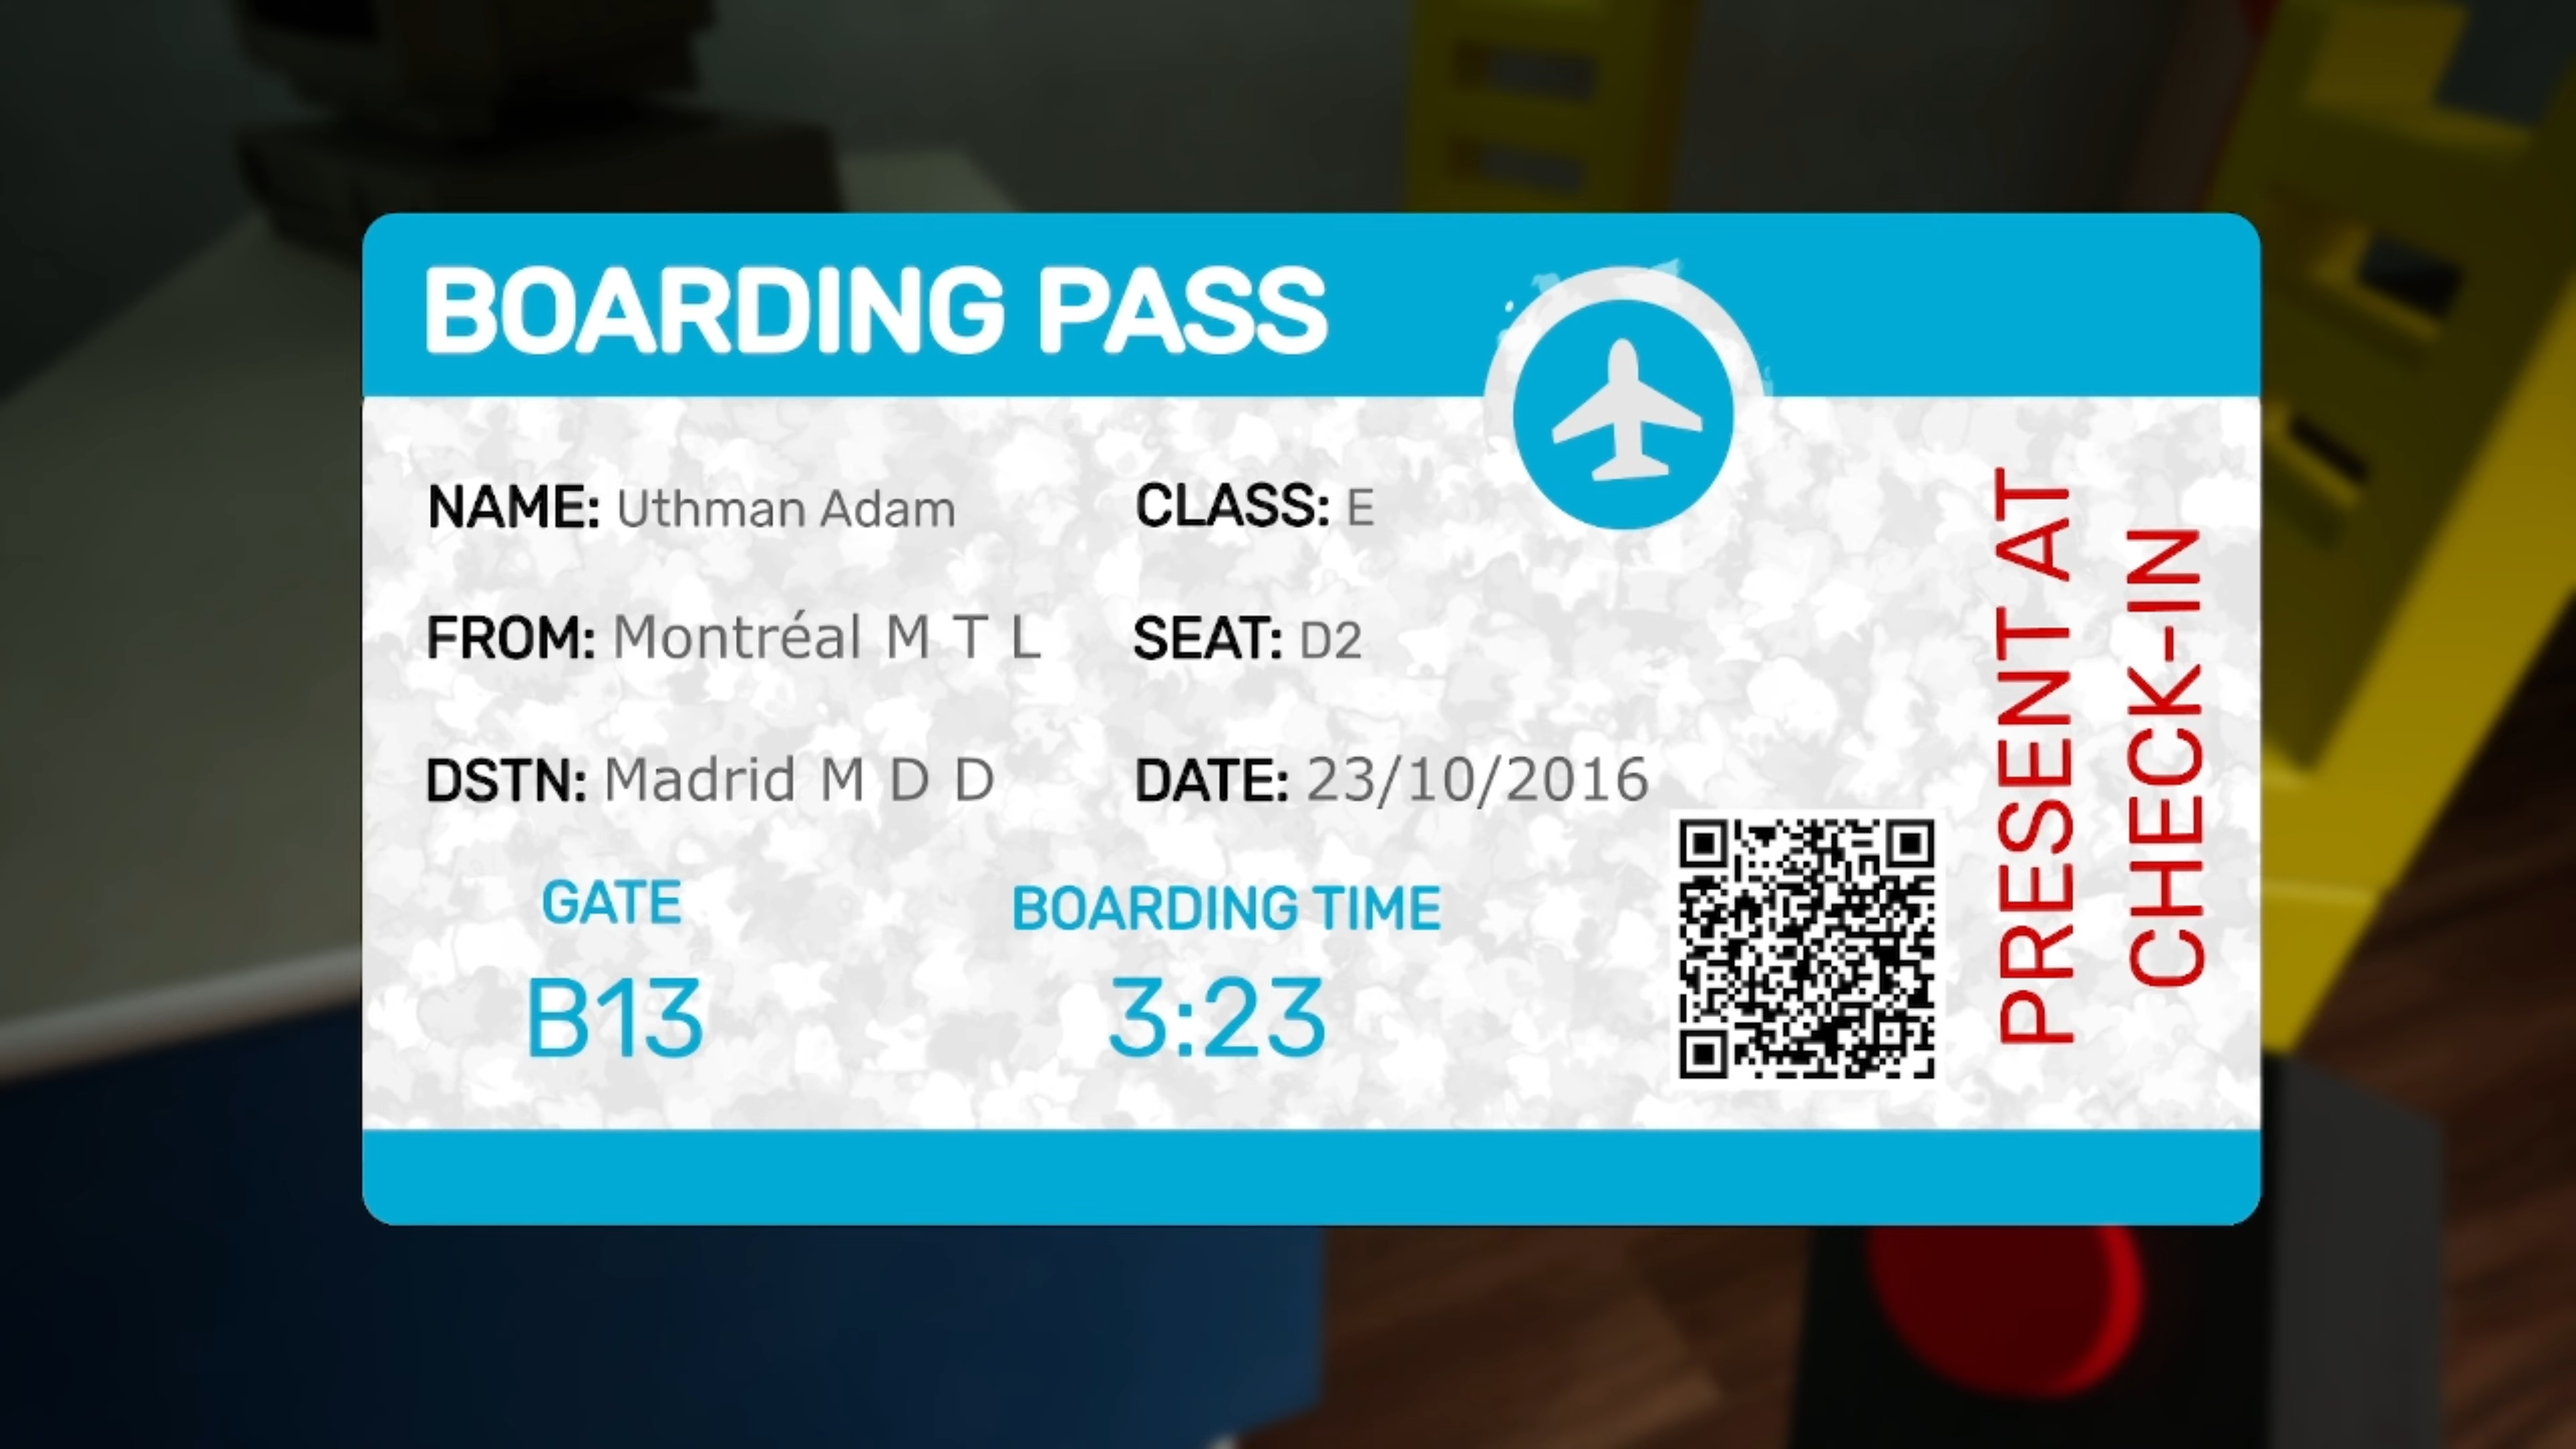 BOARDING PASS
NAME: Uthman Adam
CLASS: E
FROM: Montréal M T L
SEAT: D2
DSTN: Madrid M D D
DATE: 23/10/2016
GATE
BOARDING TIME
B13
3:23
PRESENT AT
CHECK-IN